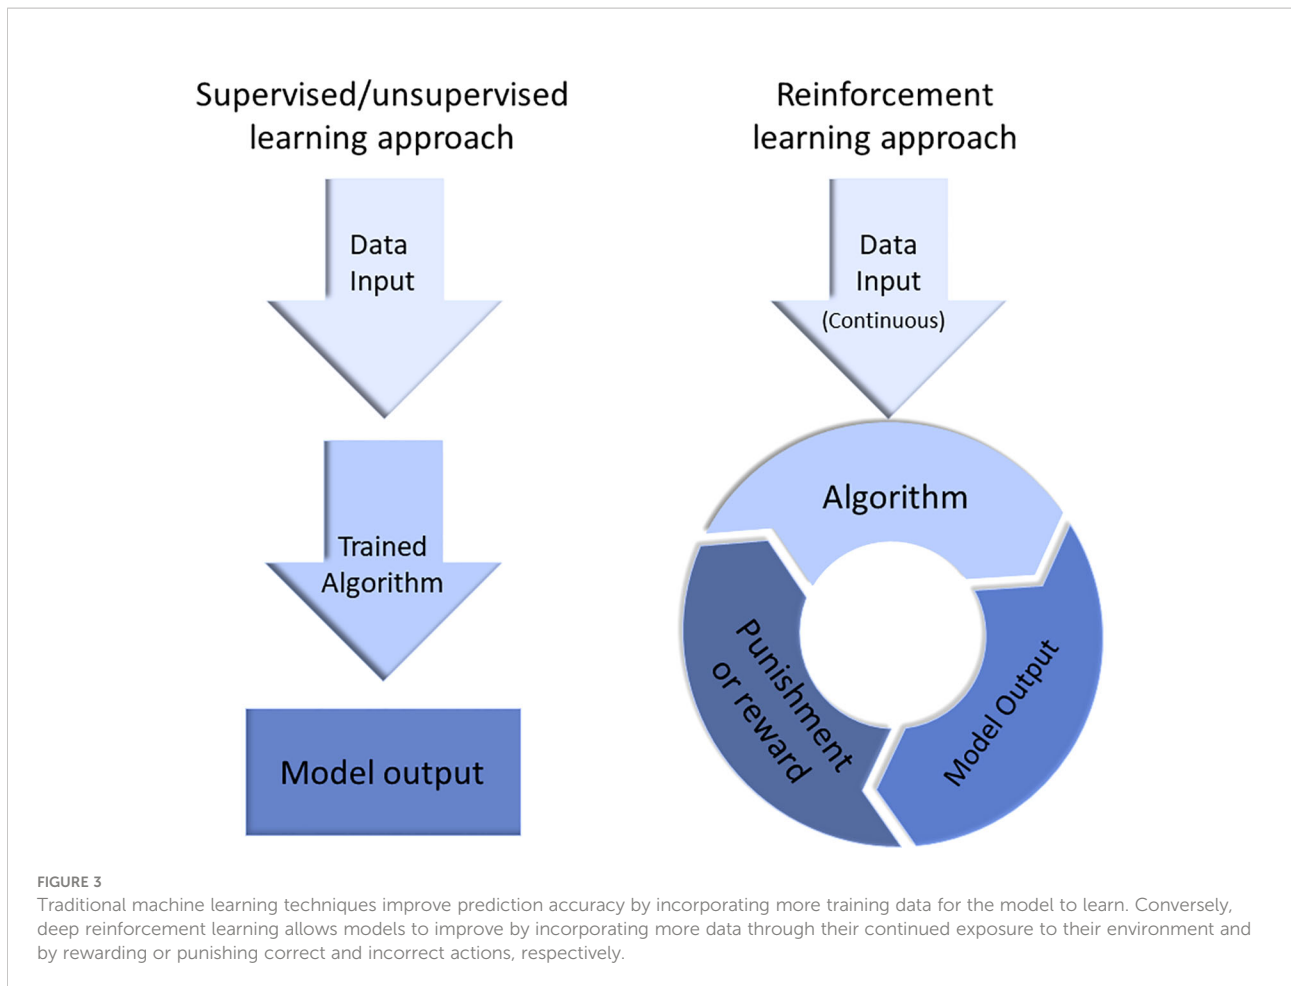 Supervised/unsupervised
learning approach
Data
Input
Trained
Algorithm
Model output
Reinforcement
learning approach
Data
Input
(Continuous)
Algorithm
Model Output
Punishment
or reward
FIGURE 3
Traditional machine learning techniques improve prediction accuracy by incorporating more training data for the model to learn. Conversely,
deep reinforcement learning allows models to improve by incorporating more data through their continued exposure to their environment and
by rewarding or punishing correct and incorrect actions, respectively.